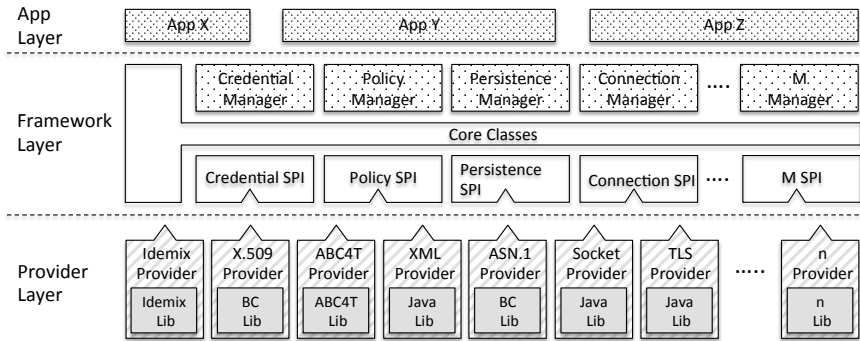 App
Layer
App X
App Y
App Z
Framework
Layer
Credential
Manager
Policy
Manager
Persistence
Manager
Connection
Manager
....
M
Manager
Core Classes
Credential SPI
Policy SPI
Persistence
SPI
Connection SPI
....
M SPI
Provider
Layer
Idemix
Provider
Idemix
Lib
X.509
Provider
BC
Lib
ABC4T
Provider
ABC4T
Lib
XML
Provider
Java
Lib
ASN.1
Provider
BC
Lib
Socket
Provider
Java
Lib
TLS
Provider
Java
Lib
.....
n
Provider
n
Lib